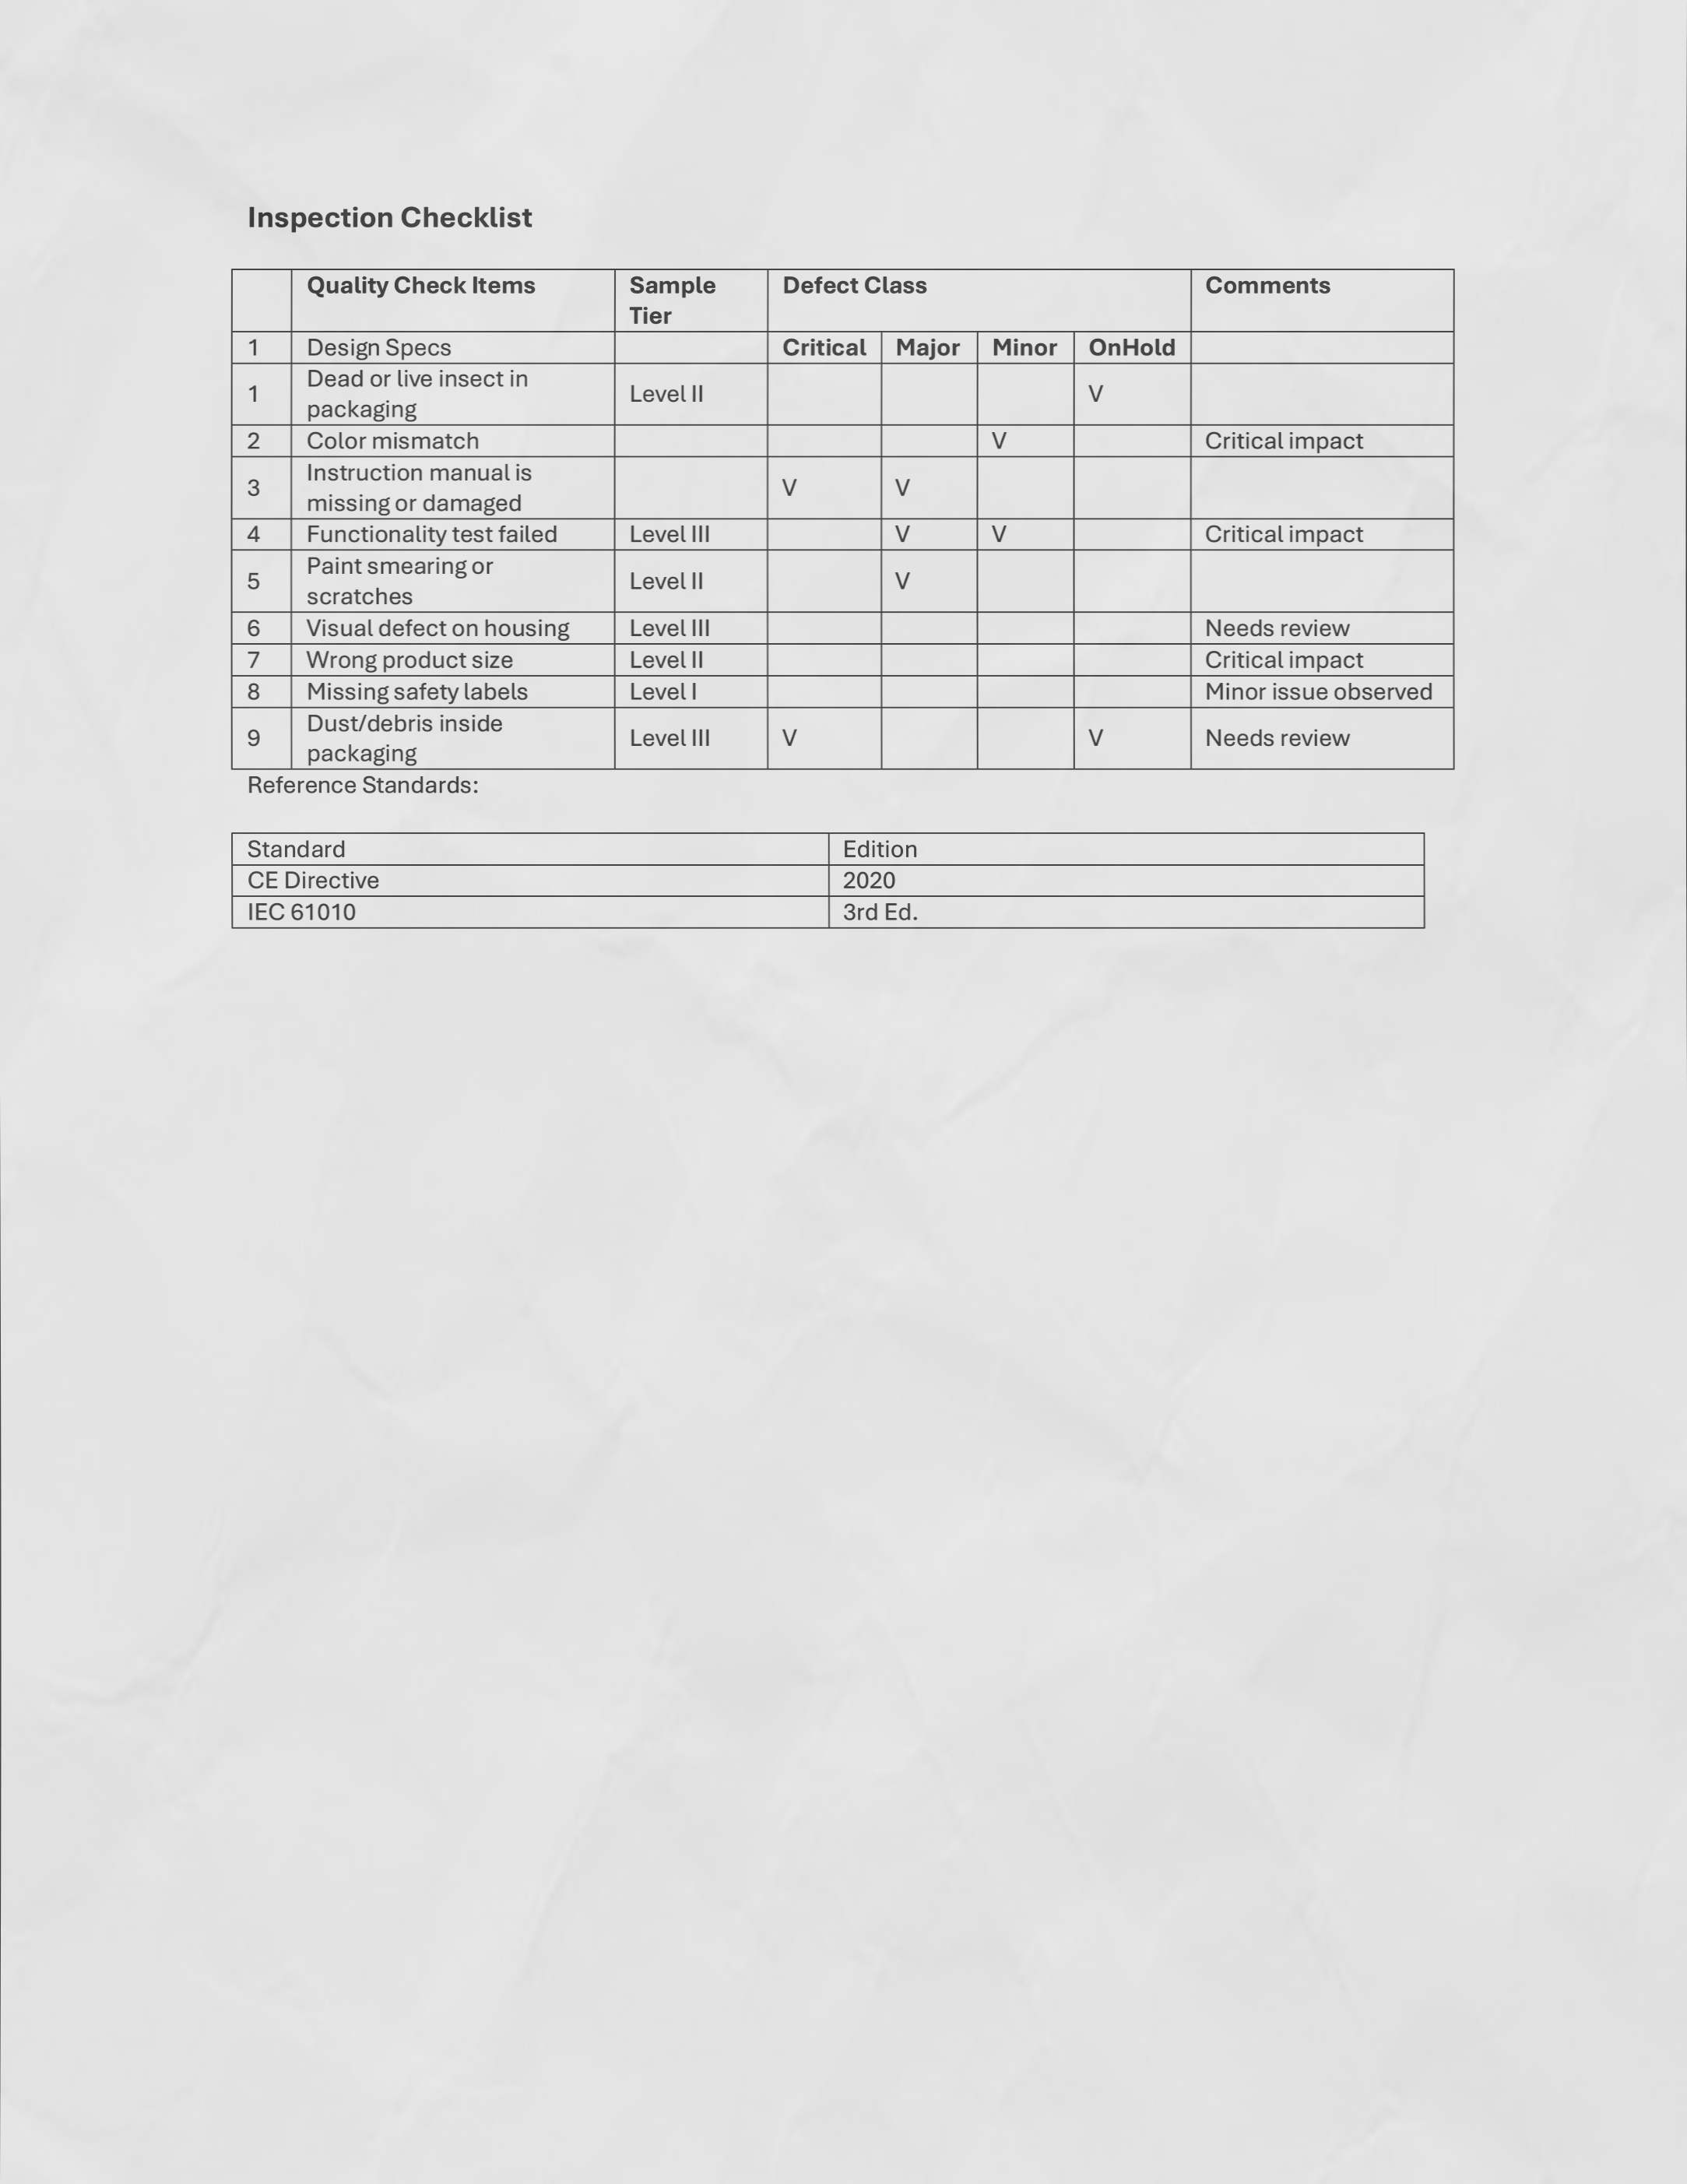 Inspection Checklist
Quality Check Items Sample Tier Defect Class Comments
1 Design Specs Critical Major Minor OnHold
1 Dead or live insect in packaging Level II V
2 Color mismatch V Critical impact
3 Instruction manual is missing or damaged V V
4 Functionality test failed Level III V V Critical impact
5 Paint smearing or scratches Level II V
6 Visual defect on housing Level III Needs review
7 Wrong product size Level II Critical impact
8 Missing safety labels Level I Minor issue observed
9 Dust/debris inside packaging Level III V V Needs review
Reference Standards:
Standard Edition
CE Directive 2020
IEC 61010 3rd Ed.